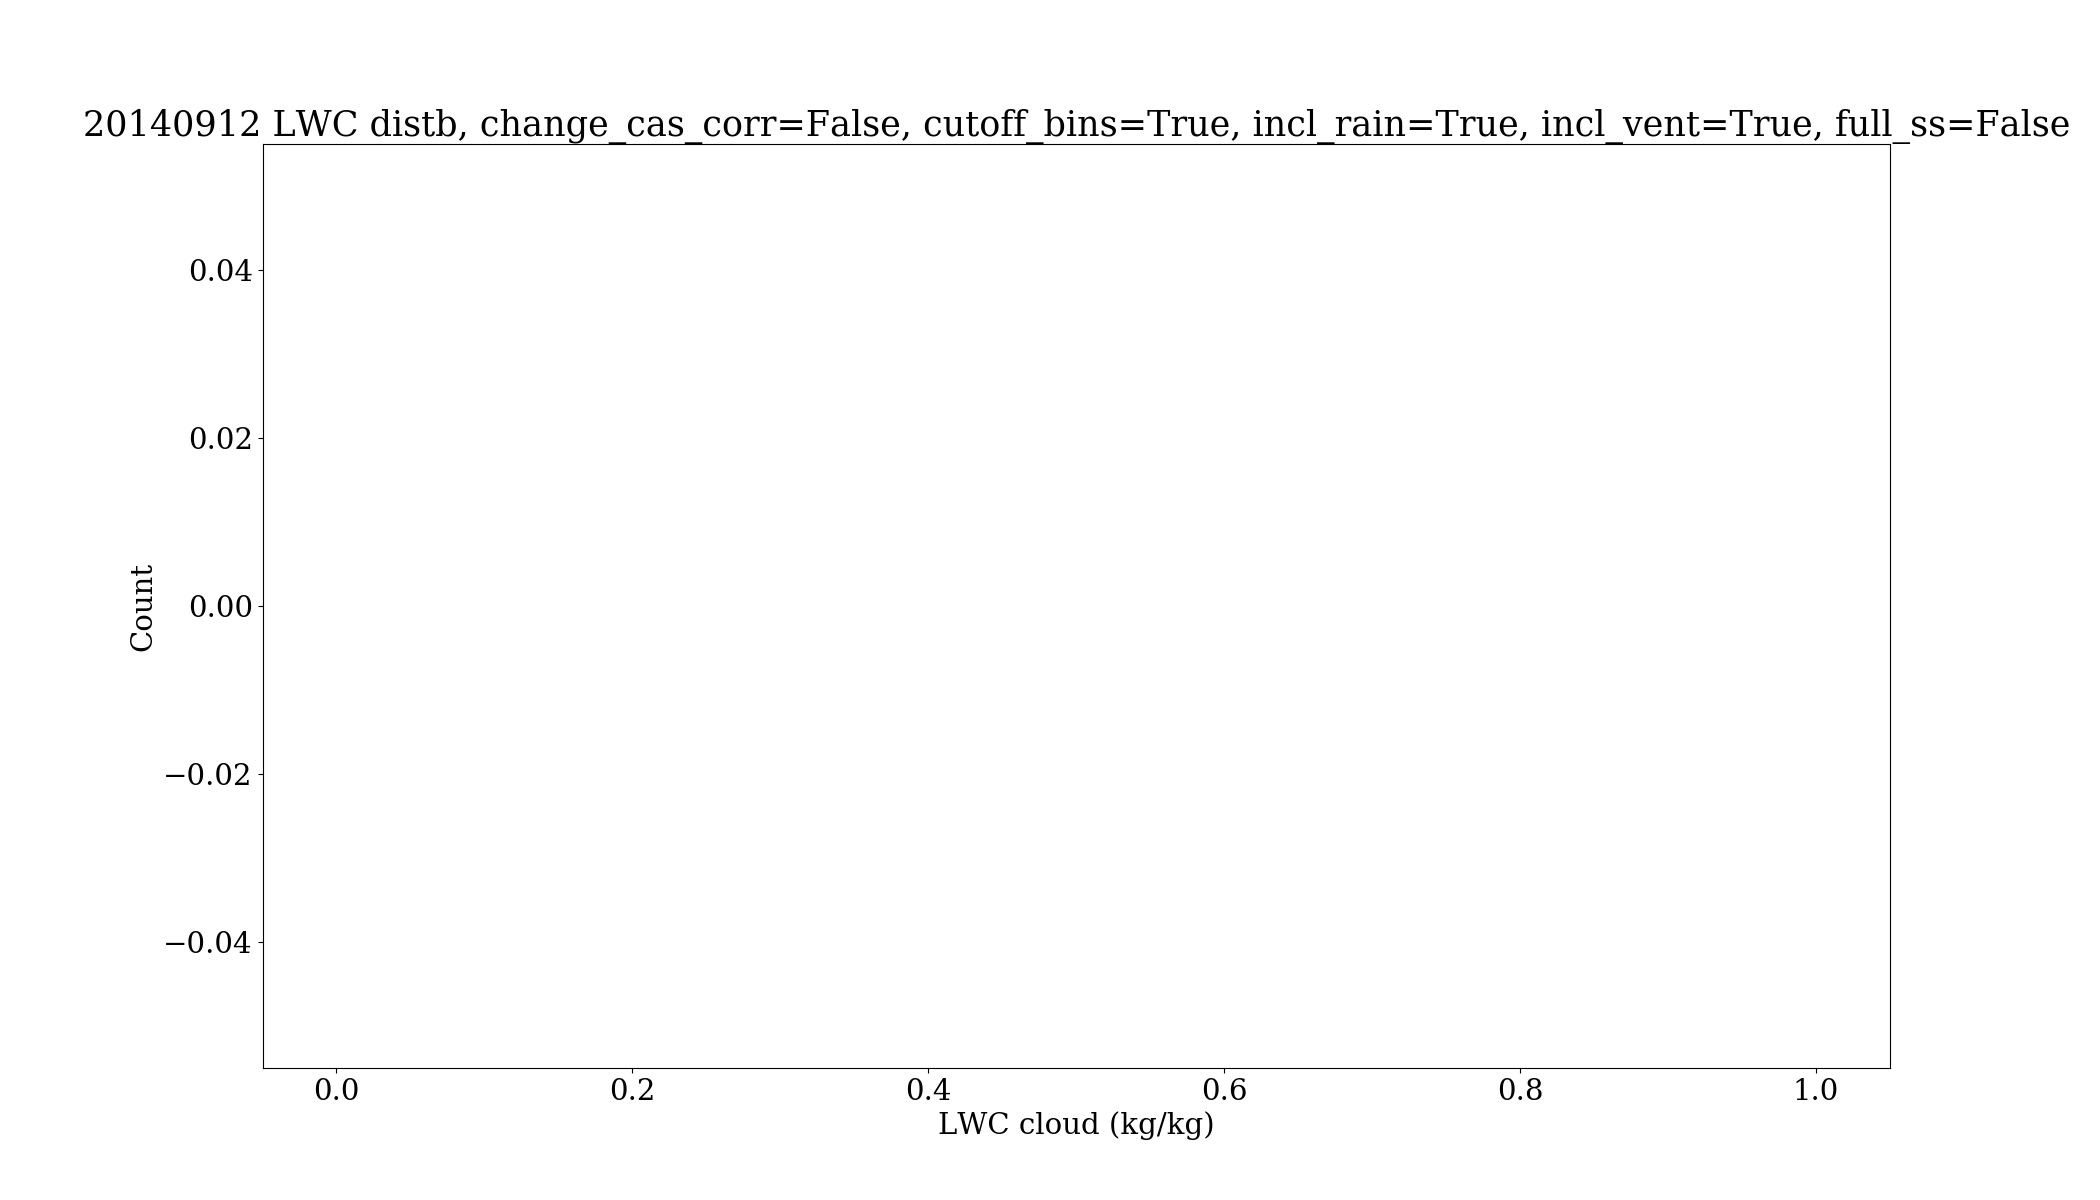 20140912 LWC distb, change_cas_corr=False, cutoff_bins=True, incl_rain=True, incl_vent=True, full_ss=False
0.04
0.02
0.00
−0.02
−0.04
Count
0.0 0.2 0.4 0.6 0.8 1.0
LWC cloud (kg/kg)